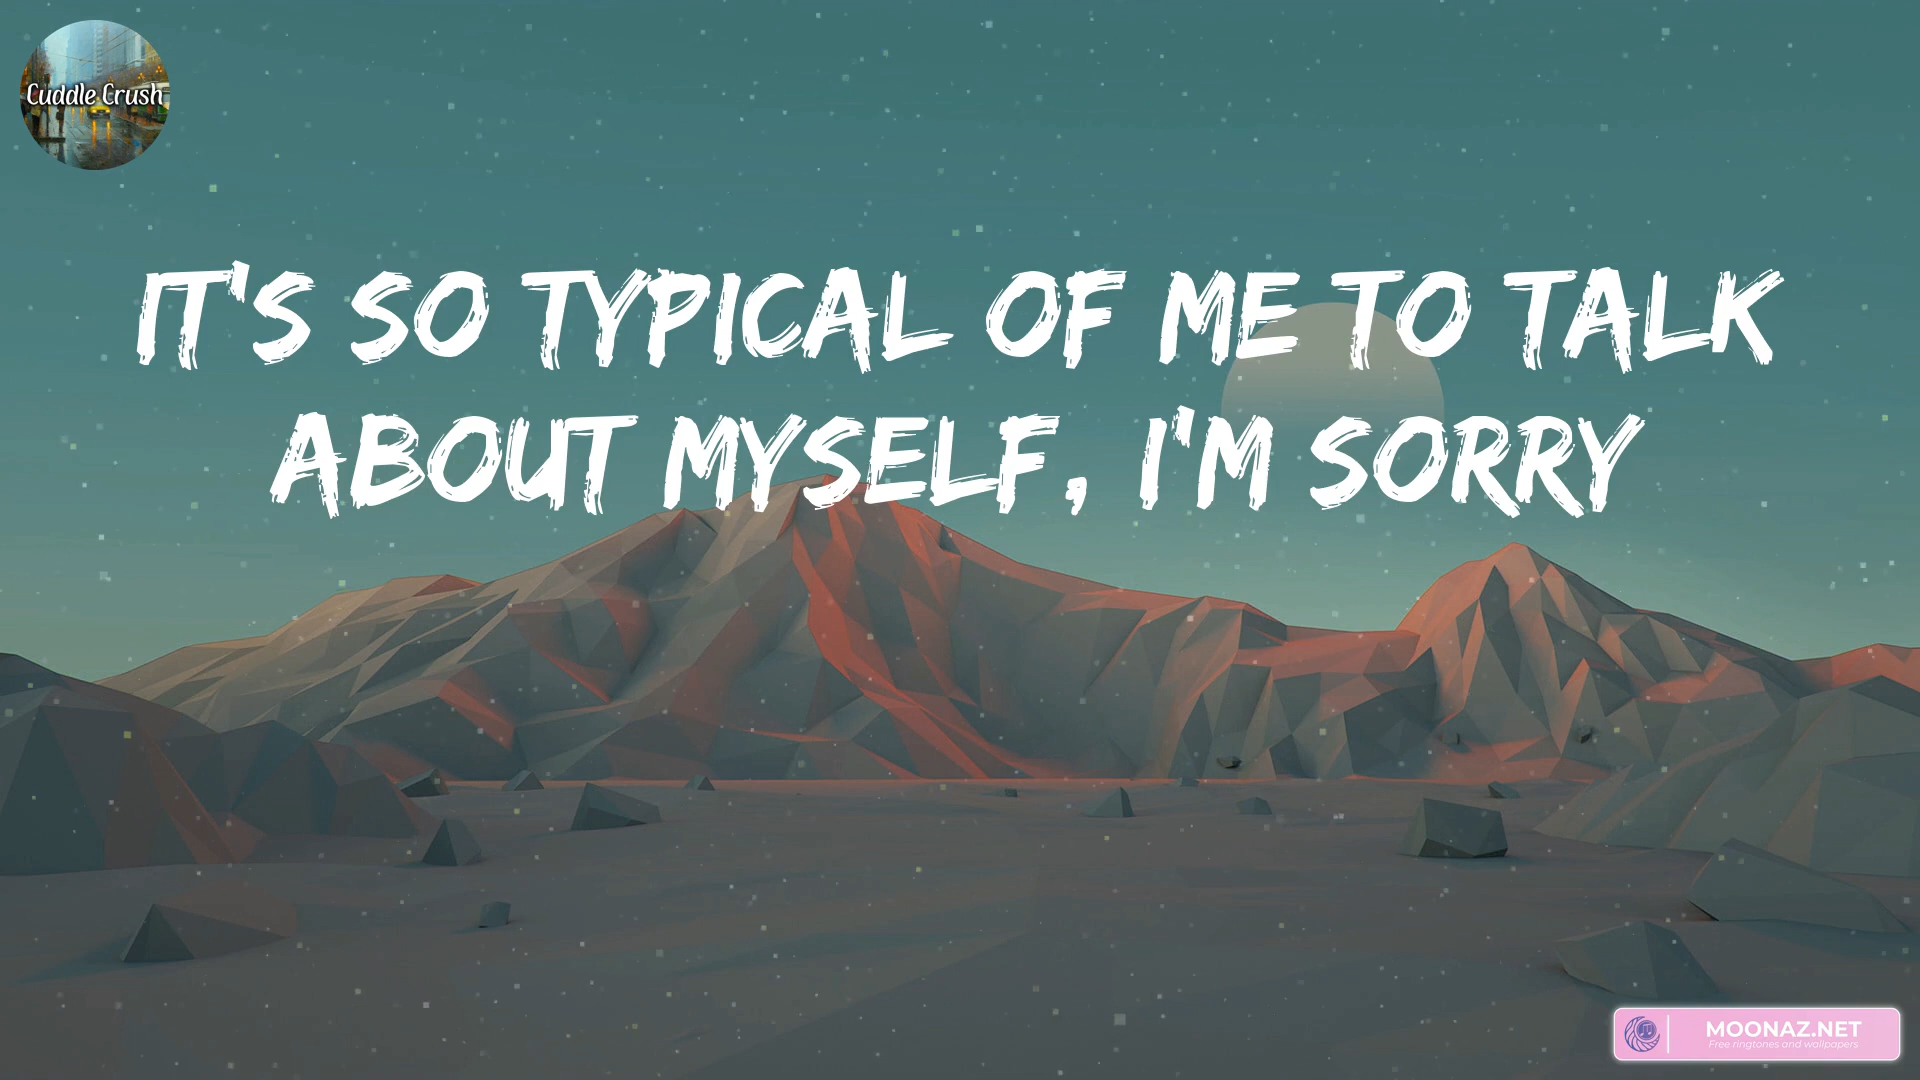 Cuddle Crush
IT'S SO TYPICAL OF ME TO TALK
ABOUT MYSELF, I'M SORRY
MOONAZ.NET
Free ringtones and wallpapers